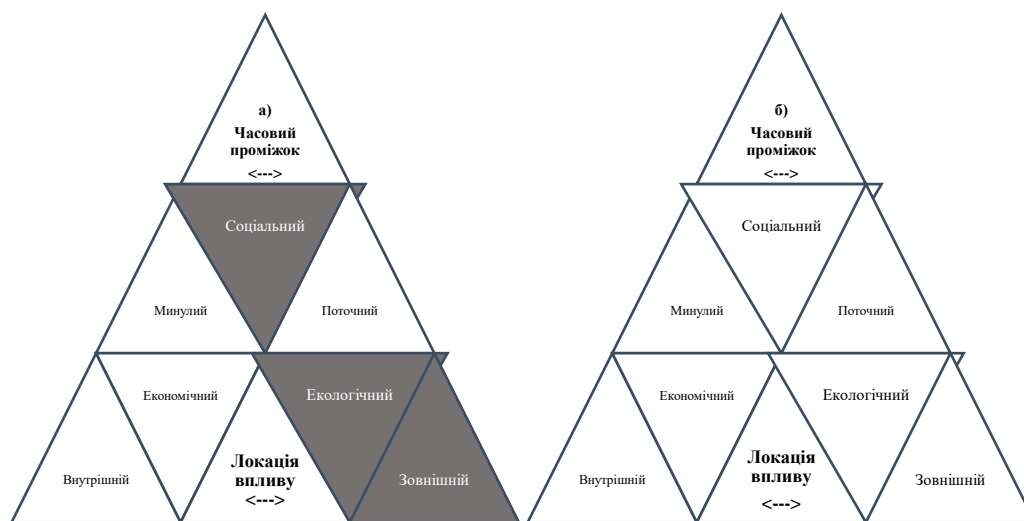 а)
Часовий
проміжок
<--->
Соціальний
Минулий
Поточний
Економічний
Екологічний
Внутрішній
Локація
впливу
<--->
Зовнішній
б)
Часовий
проміжок
<--->
Соціальний
Минулий
Поточний
Економічний
Екологічний
Внутрішній
Локація
впливу
<--->
Зовнішній